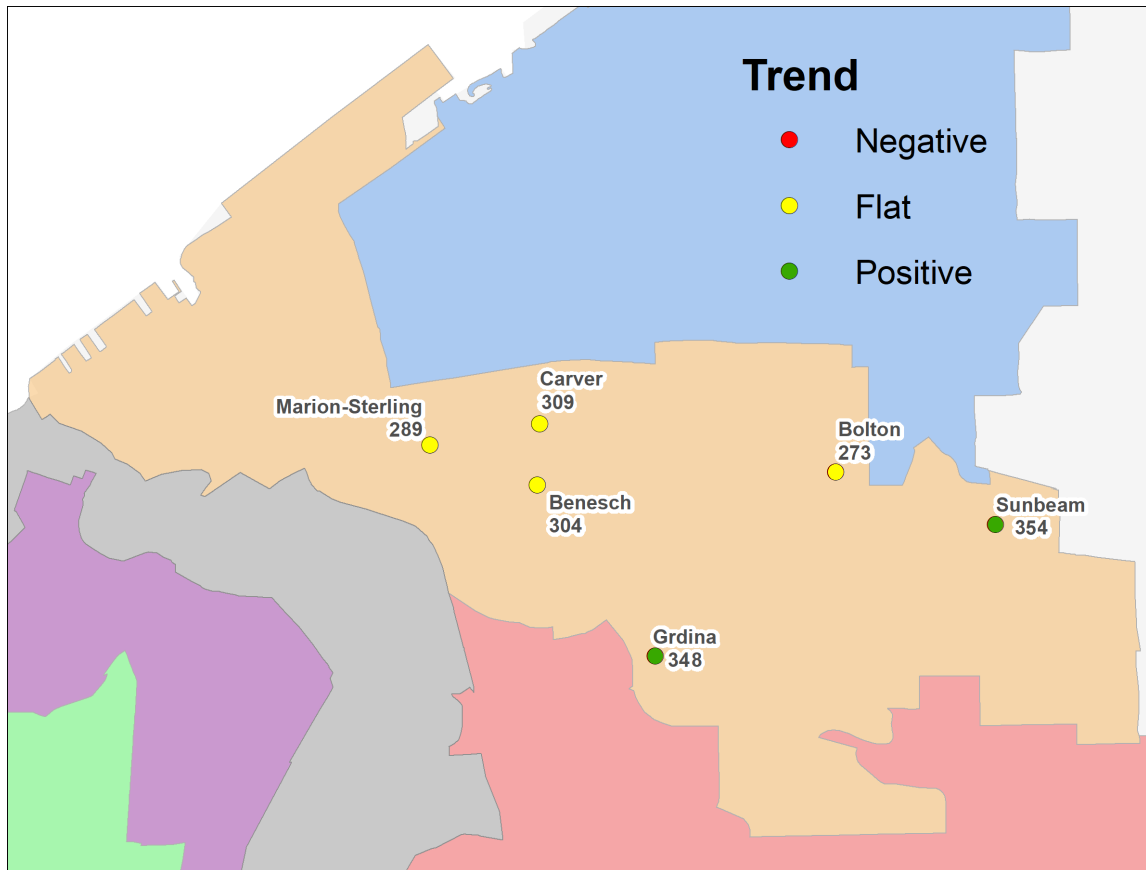 Trend
Negative
Flat
Positive
Carver
309
Marion-Sterling
289
Bolton
273
Benesch
304
Sunbeam
354
Grdina
348